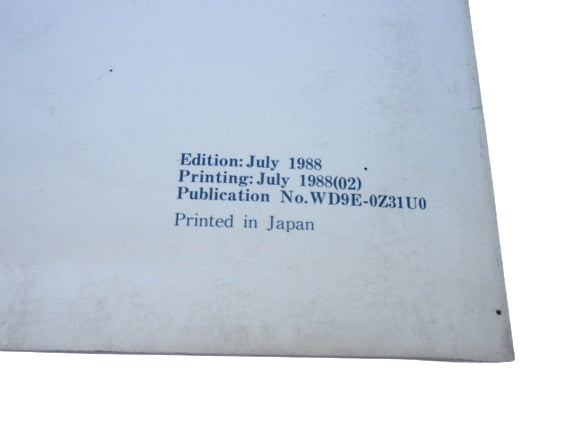 Edition: July 1988
Printing: July 1988(02)
Publication No. WD9E-0Z31U0
Printed in Japan